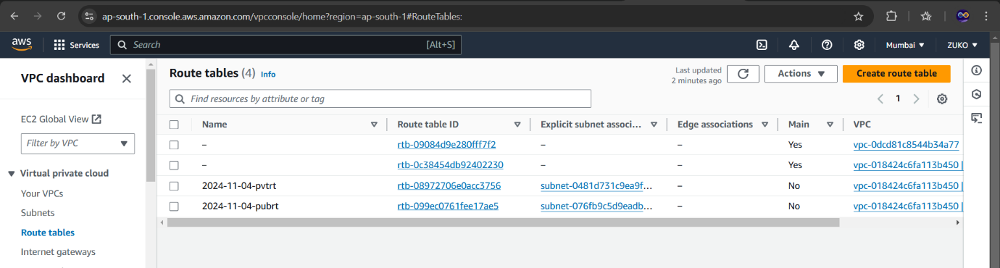 ap-south-1.console.aws.amazon.com/vpcconsole/home?region=ap-south-1#RouteTables:
aws Services Search [Alt+S] Mumbai ZUKO
VPC dashboard
EC2 Global View
Filter by VPC
Virtual private cloud
Your VPCs
Subnets
Route tables
Internet gateways
Route tables (4) Info
Last updated
2 minutes ago
Actions
Create route table
Find resources by attribute or tag
1
Name Route table ID Explicit subnet associ... Edge associations Main VPC
– rtb-09084d9e280fff7f2 – – Yes vpc-0dcd81c8544b34a77
– rtb-0c38454db92402230 – – Yes vpc-018424c6fa113b450 |
2024-11-04-pvtrt rtb-08972706e0acc3756 subnet-0481d731c9ea9f... – No vpc-018424c6fa113b450 |
2024-11-04-pubrt rtb-099ec0761fee17ae5 subnet-076fb9c5d9eadb... – No vpc-018424c6fa113b450 |